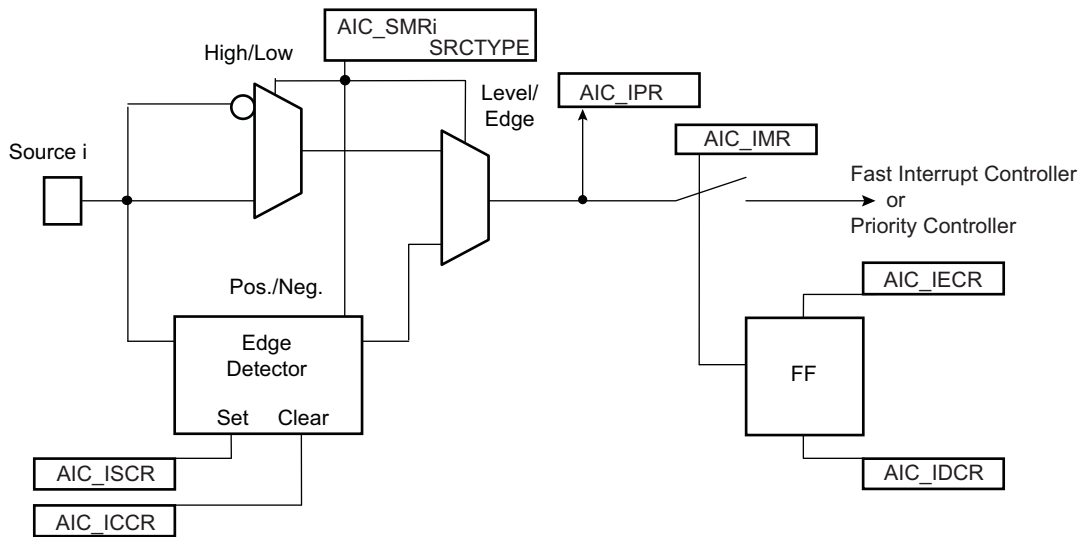 AIC_SMRi
SRCTYPE
High/Low
Level/
Edge
AIC_IPR
AIC_IMR
Source i
Fast Interrupt Controller
or
Priority Controller
Pos./Neg.
AIC_IECR
Edge
Detector
FF
Set Clear
AIC_ISCR
AIC_IDCR
AIC_ICCR